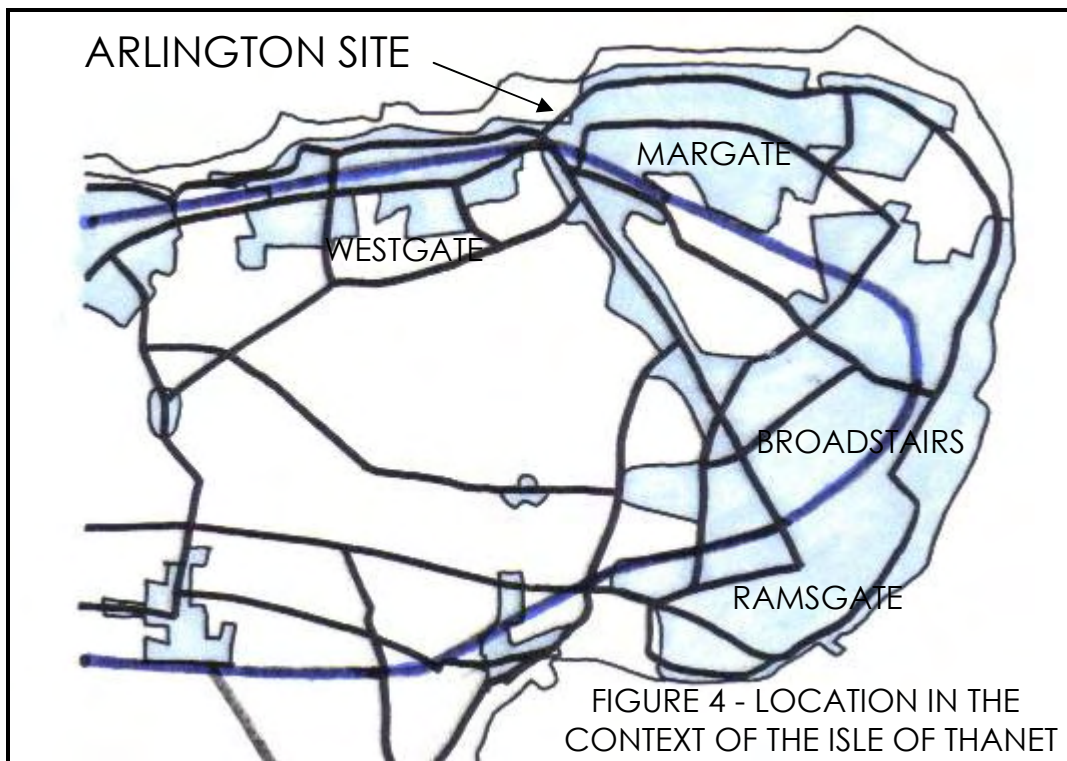 ARLINGTON SITE
MARGATE
WESTGATE
BROADSTAIRS
RAMSGATE
FIGURE 4 - LOCATION IN THE
CONTEXT OF THE ISLE OF THANET